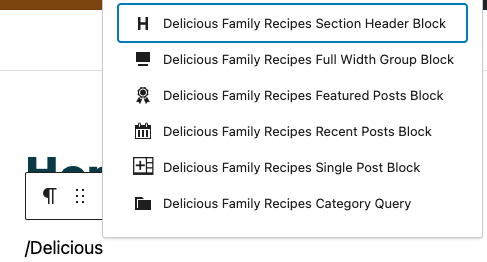 Delicious Family Recipes Section Header Block
Delicious Family Recipes Full Width Group Block
Delicious Family Recipes Featured Posts Block
Delicious Family Recipes Recent Posts Block
Delicious Family Recipes Single Post Block
Delicious Family Recipes Category Query
/Delicious